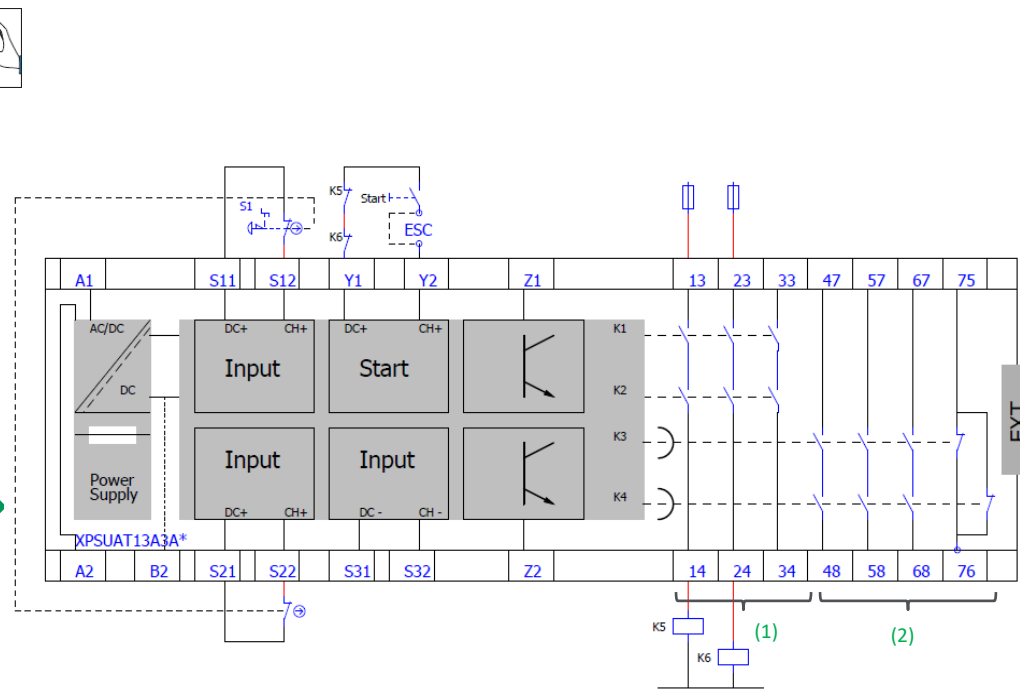 K5
Start
S1
ESC
K6
A1 S11 S12 Y1 Y2 Z1 13 23 33 47 57 67 75
AC/DC DC+ CH+ DC+ CH+ K1
Input Start
DC K2
EXT
K3
Input Input
Power
Supply
K4
DC+ CH+ DC - CH -
XPSUAT13A3A*
A2 B2 S21 S22 S31 S32 Z2 14 24 34 48 58 68 76
K5 (1) (2)
K6